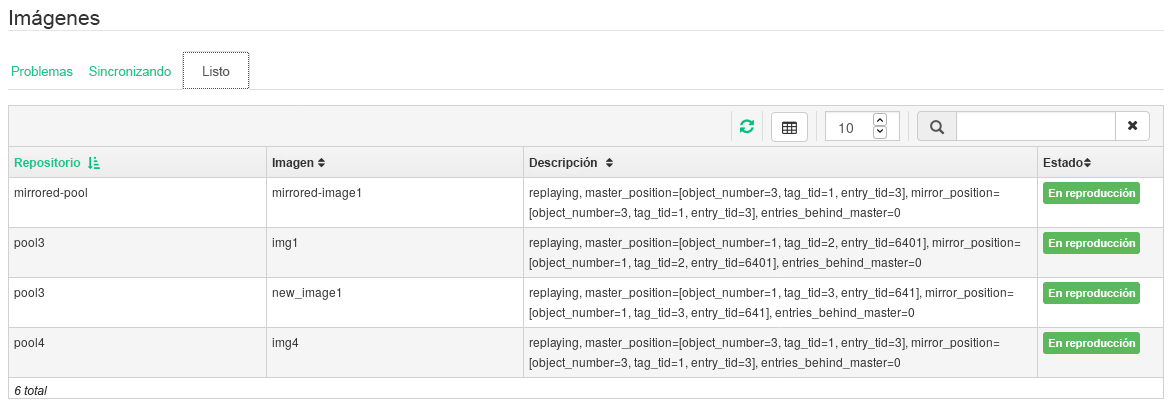 Imágenes
Problemas Sincronizando Listo
10
Repositorio Imagen Descripción Estado
mirrored-pool mirrored-image1 replaying, master_position=[object_number=3, tag_tid=1, entry_tid=3], mirror_position= En reproducción
[object_number=3, tag_tid=1, entry_tid=3], entries_behind_master=0
pool3 img1 replaying, master_position=[object_number=1, tag_tid=2, entry_tid=6401], mirror_position= En reproducción
[object_number=1, tag_tid=2, entry_tid=6401], entries_behind_master=0
pool3 new_image1 replaying, master_position=[object_number=1, tag_tid=3, entry_tid=641], mirror_position= En reproducción
[object_number=1, tag_tid=3, entry_tid=641], entries_behind_master=0
pool4 img4 replaying, master_position=[object_number=3, tag_tid=1, entry_tid=3], mirror_position= En reproducción
[object_number=3, tag_tid=1, entry_tid=3], entries_behind_master=0
6 total